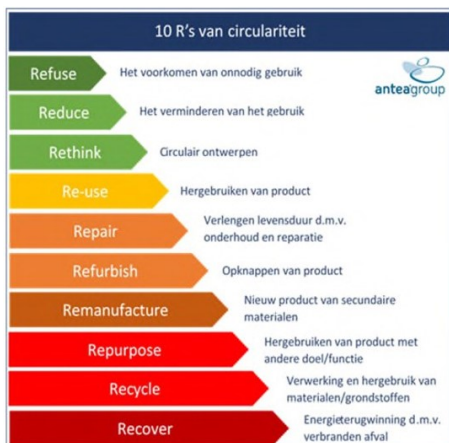 10 R's van circulariteit
anteagroup
Refuse
Het voorkomen van onnodig gebruik
Reduce
Het verminderen van het gebruik
Rethink
Circulair ontwerpen
Re-use
Hergebruiken van product
Repair
Verlengen levensduur d.m.v.
onderhoud en reparatie
Refurbish
Opknappen van product
Remanufacture
Nieuw product van secundaire
materialen
Repurpose
Hergebruiken van product met
andere doel/functie
Recycle
Verwerking en hergebruik van
materialen/grondstoffen
Recover
Energieterugwinning d.m.v.
verbranden afval